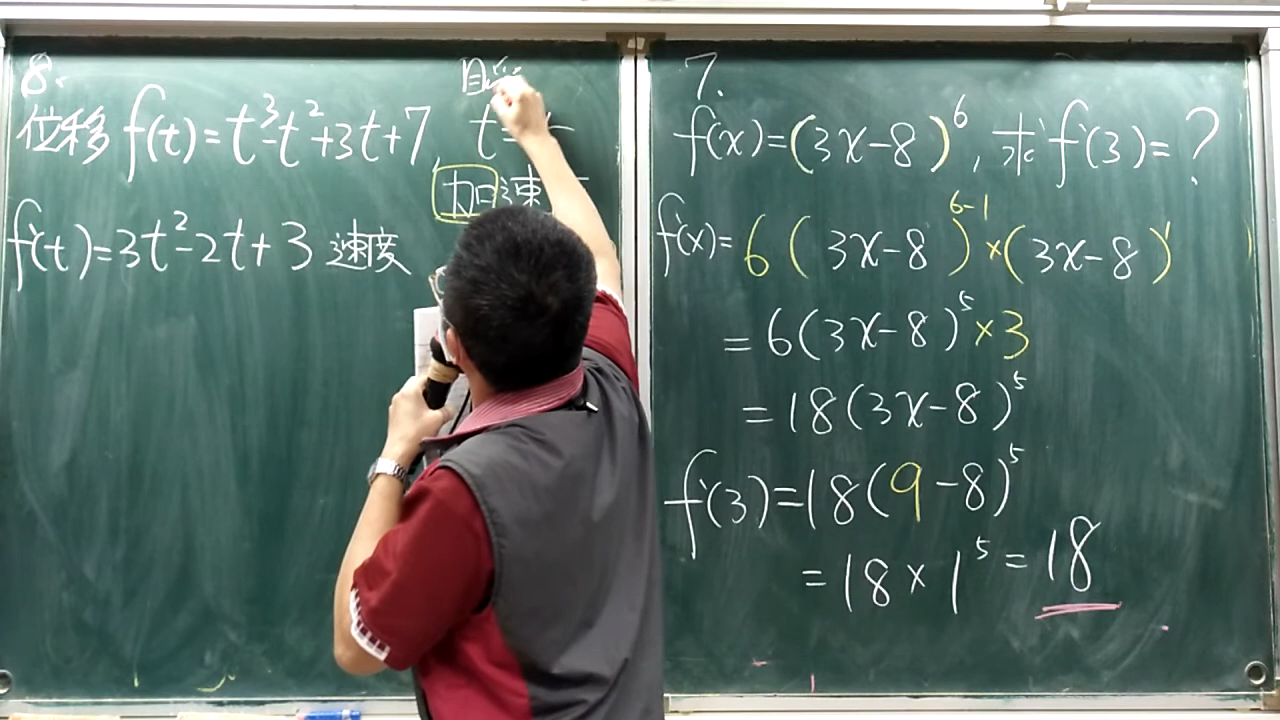 8.
位移 f(t)=t³-t²+3t+7, t=
加速
f'(t)=3t²-2t+3 速度
7.
f(x)=(3x-8)⁶, 求f'(3)=?
f'(x)=6(3x-8)⁶⁻¹×(3x-8)'
=6(3x-8)⁵×3
=18(3x-8)⁵
f'(3)=18(9-8)⁵
=18×1⁵=18